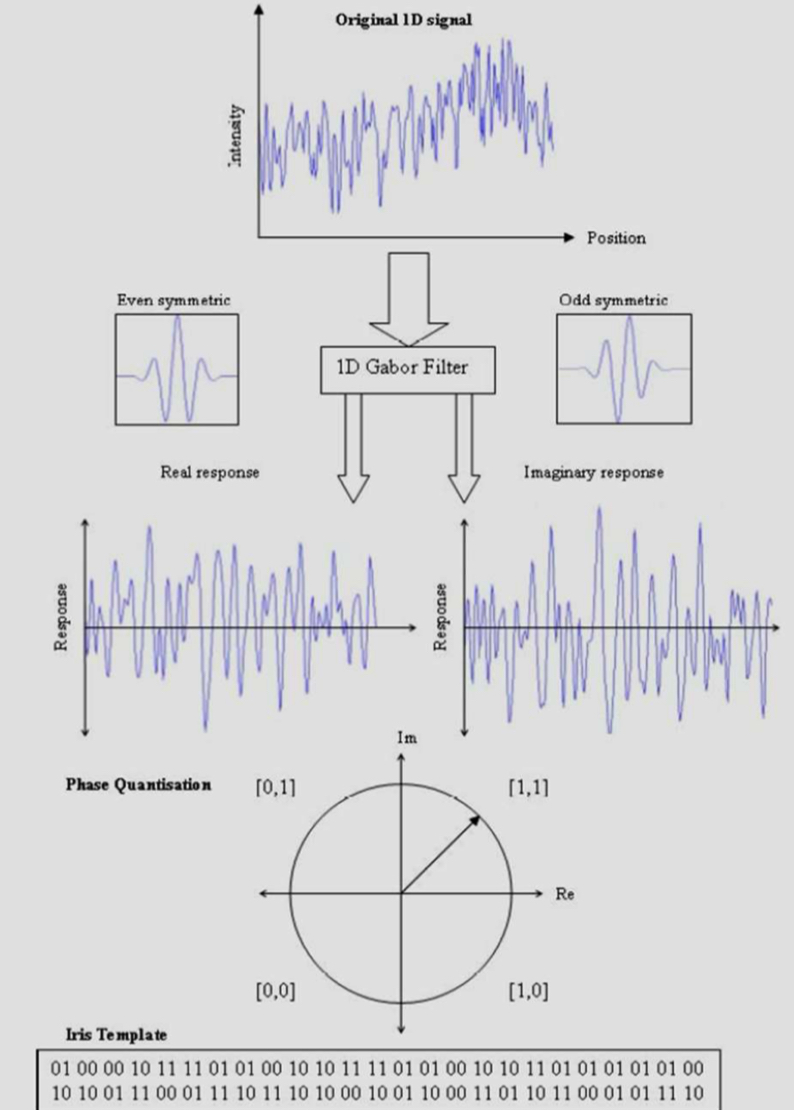 Original 1D signal
Intensity
Position
Even symmetric
Odd symmetric
1D Gabor Filter
Real response
Imaginary response
Response
Response
Im
Phase Quantisation
[0,1]
[1,1]
Re
[0,0]
[1,0]
Iris Template
01 00 00 10 11 11 01 01 00 10 10 11 11 01 01 00 10 10 11 01 01 01 01 01 00
10 10 01 11 00 01 11 10 11 10 10 00 10 01 10 00 11 01 10 11 00 01 01 11 10